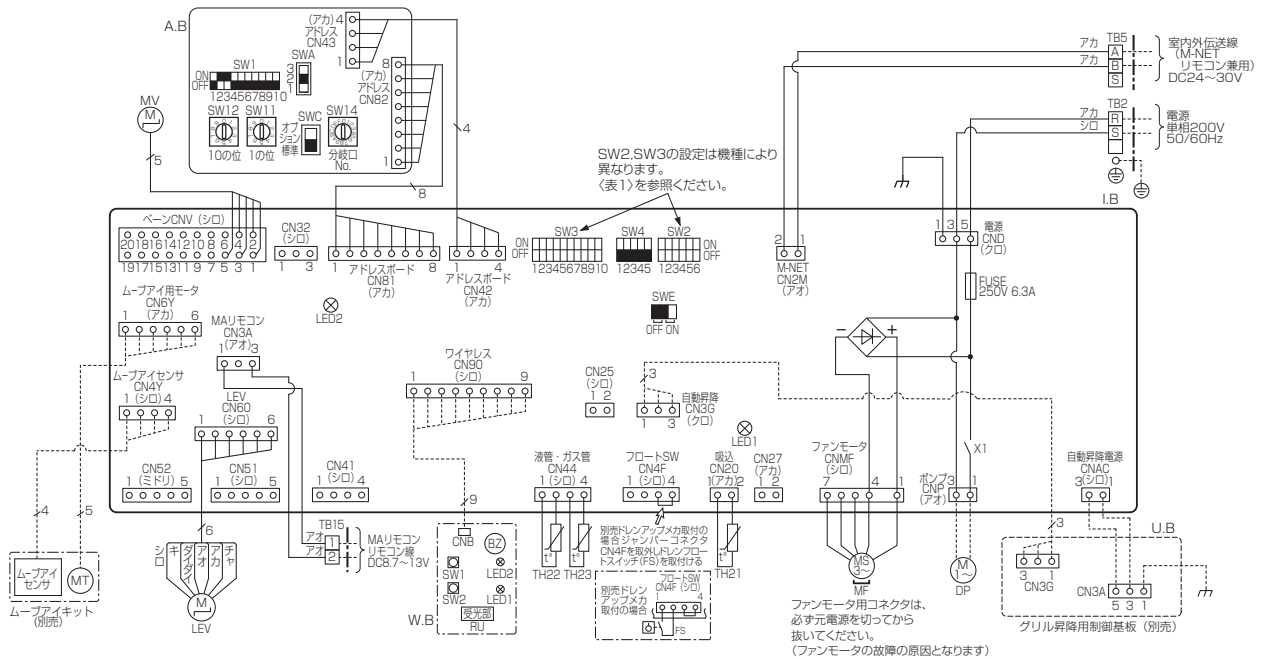 A.B
(アカ) 4
アドレス
CN43
1
SWA
3
2
1
SW1
ON
OFF
12345678910
SW12
SW11
SWC
SW14
オプ
ション
標準
10の位
1の位
分岐口
No.
8
(アカ)
アドレス
CN82
1
4
8
MV
M
5
SW2,SW3の設定は機種により
異なります。
〈表1〉を参照ください。
アカ
アカ
TB5
A
B
S
室内外伝送線
(M-NET
リモコン兼用)
DC24～30V
アカ
シロ
TB2
R
S
電源
単相200V
50/60Hz
I.B
ベーンCNV (シロ)
20 18 16 14 12 10 8 6 4 2
19 17 15 13 11 9 7 5 3 1
CN32
(シロ)
1 3
1 8
アドレスボード
CN81
(アカ)
1 4
アドレスボード
CN42
(アカ)
SW3
ON
OFF
12345678910
SW4
12345
SW2
ON
OFF
123456
2 1
M-NET
CN2M
(アオ)
1 3 5
電源
CND
(クロ)
FUSE
250V 6.3A
LED2
SWE
OFF ON
ムーブアイ用モータ
CN6Y
(アカ)
1 6
MAリモコン
CN3A
(アオ)
1 3
ムーブアイセンサ
CN4Y
1 (シロ) 4
LEV
CN60
(シロ)
1 6
ワイヤレス
CN90
(シロ)
1 9
CN25
(シロ)
1 2
3
自動昇降
CN3G
(クロ)
1 3
LED1
− +
X1
CN52
1 (ミドリ) 5
CN51
1 (シロ) 5
CN41
1 (シロ) 4
液管・ガス管
CN44
1 (シロ) 4
フロートSW
CN4F
1 (シロ) 4
吸込
CN20
1(アカ)2
CN27
(アカ)
1 2
ファンモータ
CNMF
(シロ)
7 4 1
ポンプ
CNP
(アオ)
3 1
自動昇降電源
CNAC
3(シロ)1
4
5
6
9
3
ムーブアイ
センサ
MT
ムーブアイキット
(別売)
シロ
キ
ダイダイ
アオ
アカ
チャ
M
LEV
TB15
アオ
アオ
1
2
MAリモコン
リモコン線
DC8.7～13V
CNB
BZ
SW1
SW2
LED2
LED1
受光部
RU
W.B
t°
t°
t°
TH22
TH23
TH21
別売ドレンアップメカ取付の
場合ジャンパーコネクタ
CN4Fを取外しドレンフロー
トスイッチ(FS)を取付ける
別売ドレン
アップメカ
取付の場合
フロートSW
CN4F (シロ)
1 4
FS
MS
3～
MF
M
1～
DP
ファンモータ用コネクタは、
必ず元電源を切ってから
抜いてください。
(ファンモータの故障の原因となります)
U.B
3 1
CN3G
CN3A
5 3 1
グリル昇降用制御基板 (別売)